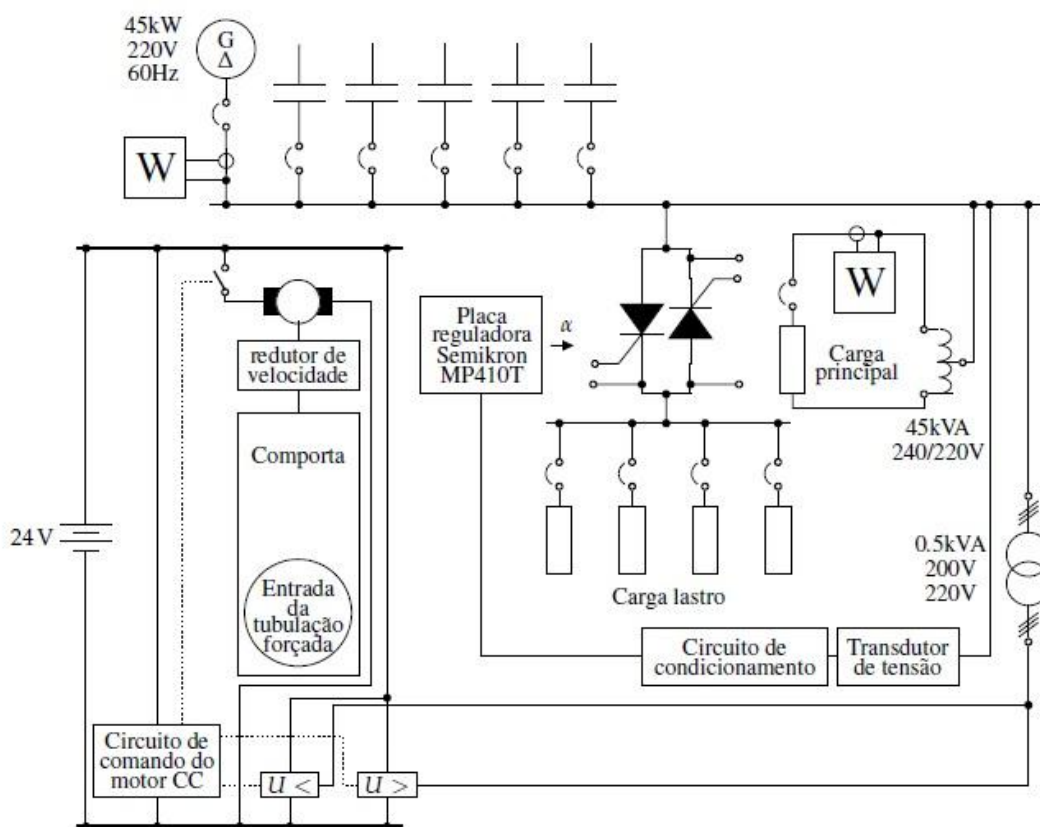 45kW
220V
60Hz
G
Δ
W
W
Placa
reguladora
Semikron
MP410T
α
Carga
principal
45kVA
240/220V
redutor de
velocidade
Comporta
24 V
Entrada
da
tubulação
forçada
0.5kVA
200V
220V
Carga lastro
Circuito de
condicionamento
Transdutor
de tensão
Circuito de
comando do
motor CC
U <
U >